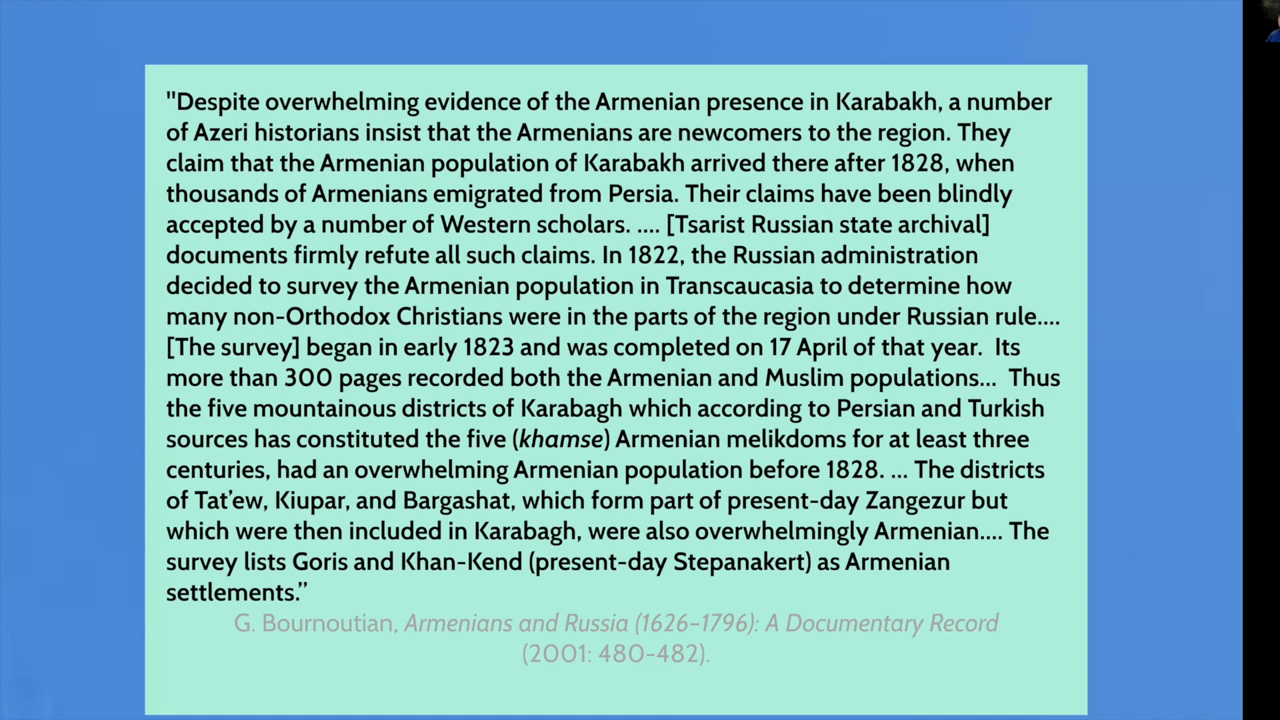 "Despite overwhelming evidence of the Armenian presence in Karabakh, a number
of Azeri historians insist that the Armenians are newcomers to the region. They
claim that the Armenian population of Karabakh arrived there after 1828, when
thousands of Armenians emigrated from Persia. Their claims have been blindly
accepted by a number of Western scholars. .... [Tsarist Russian state archival]
documents firmly refute all such claims. In 1822, the Russian administration
decided to survey the Armenian population in Transcaucasia to determine how
many non-Orthodox Christians were in the parts of the region under Russian rule....
[The survey] began in early 1823 and was completed on 17 April of that year.  Its
more than 300 pages recorded both the Armenian and Muslim populations...  Thus
the five mountainous districts of Karabagh which according to Persian and Turkish
sources has constituted the five (khamse) Armenian melikdoms for at least three
centuries, had an overwhelming Armenian population before 1828. ... The districts
of Tat’ew, Kiupar, and Bargashat, which form part of present-day Zangezur but
which were then included in Karabagh, were also overwhelmingly Armenian.... The
survey lists Goris and Khan-Kend (present-day Stepanakert) as Armenian
settlements.”
G. Bournoutian, Armenians and Russia (1626–1796): A Documentary Record
(2001: 480–482).